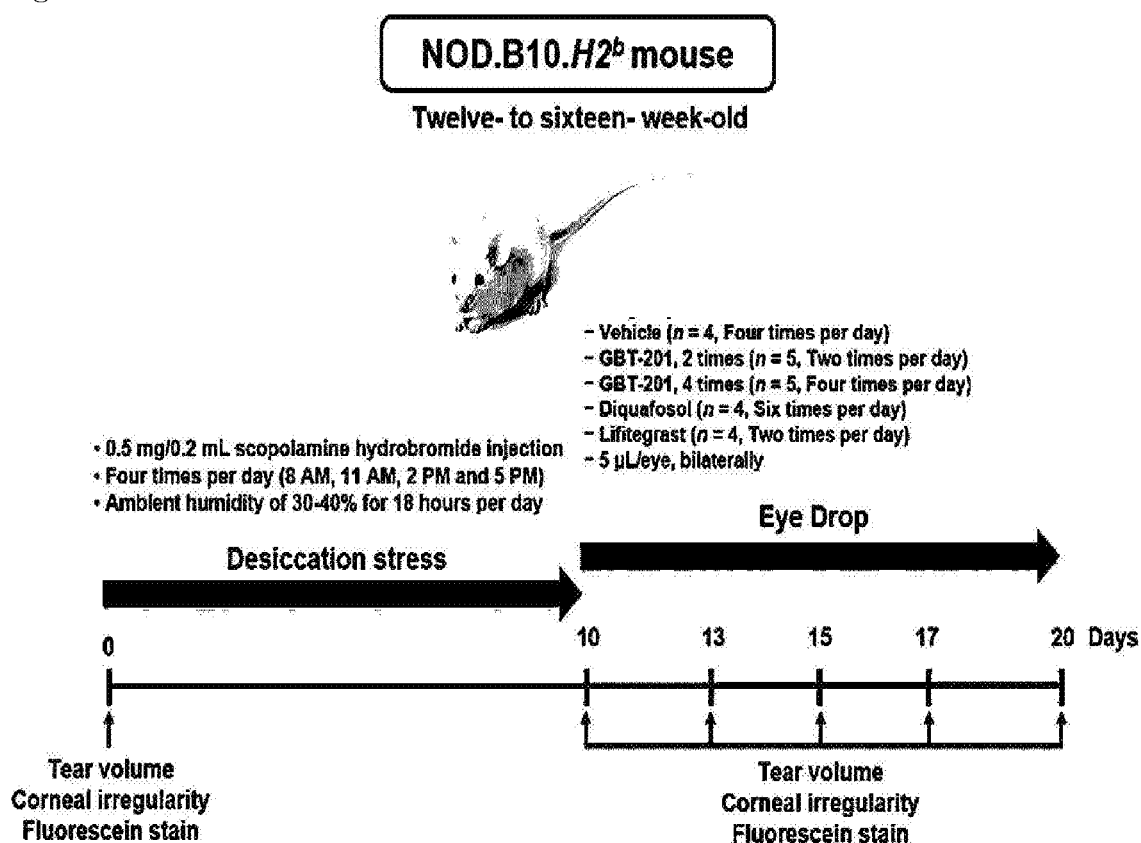 NOD.B10.H2ᵇ mouse
Twelve- to sixteen- week-old
- Vehicle (n = 4, Four times per day)
- GBT-201, 2 times (n = 5, Two times per day)
- GBT-201, 4 times (n = 5, Four times per day)
- Diquafosol (n = 4, Six times per day)
- Lifitegrast (n = 4, Two times per day)
- 5 µL/eye, bilaterally
• 0.5 mg/0.2 mL scopolamine hydrobromide injection
• Four times per day (8 AM, 11 AM, 2 PM and 5 PM)
• Ambient humidity of 30-40% for 18 hours per day
Eye Drop
Desiccation stress
0 10 13 15 17 20 Days
Tear volume
Corneal irregularity
Fluorescein stain
Tear volume
Corneal irregularity
Fluorescein stain